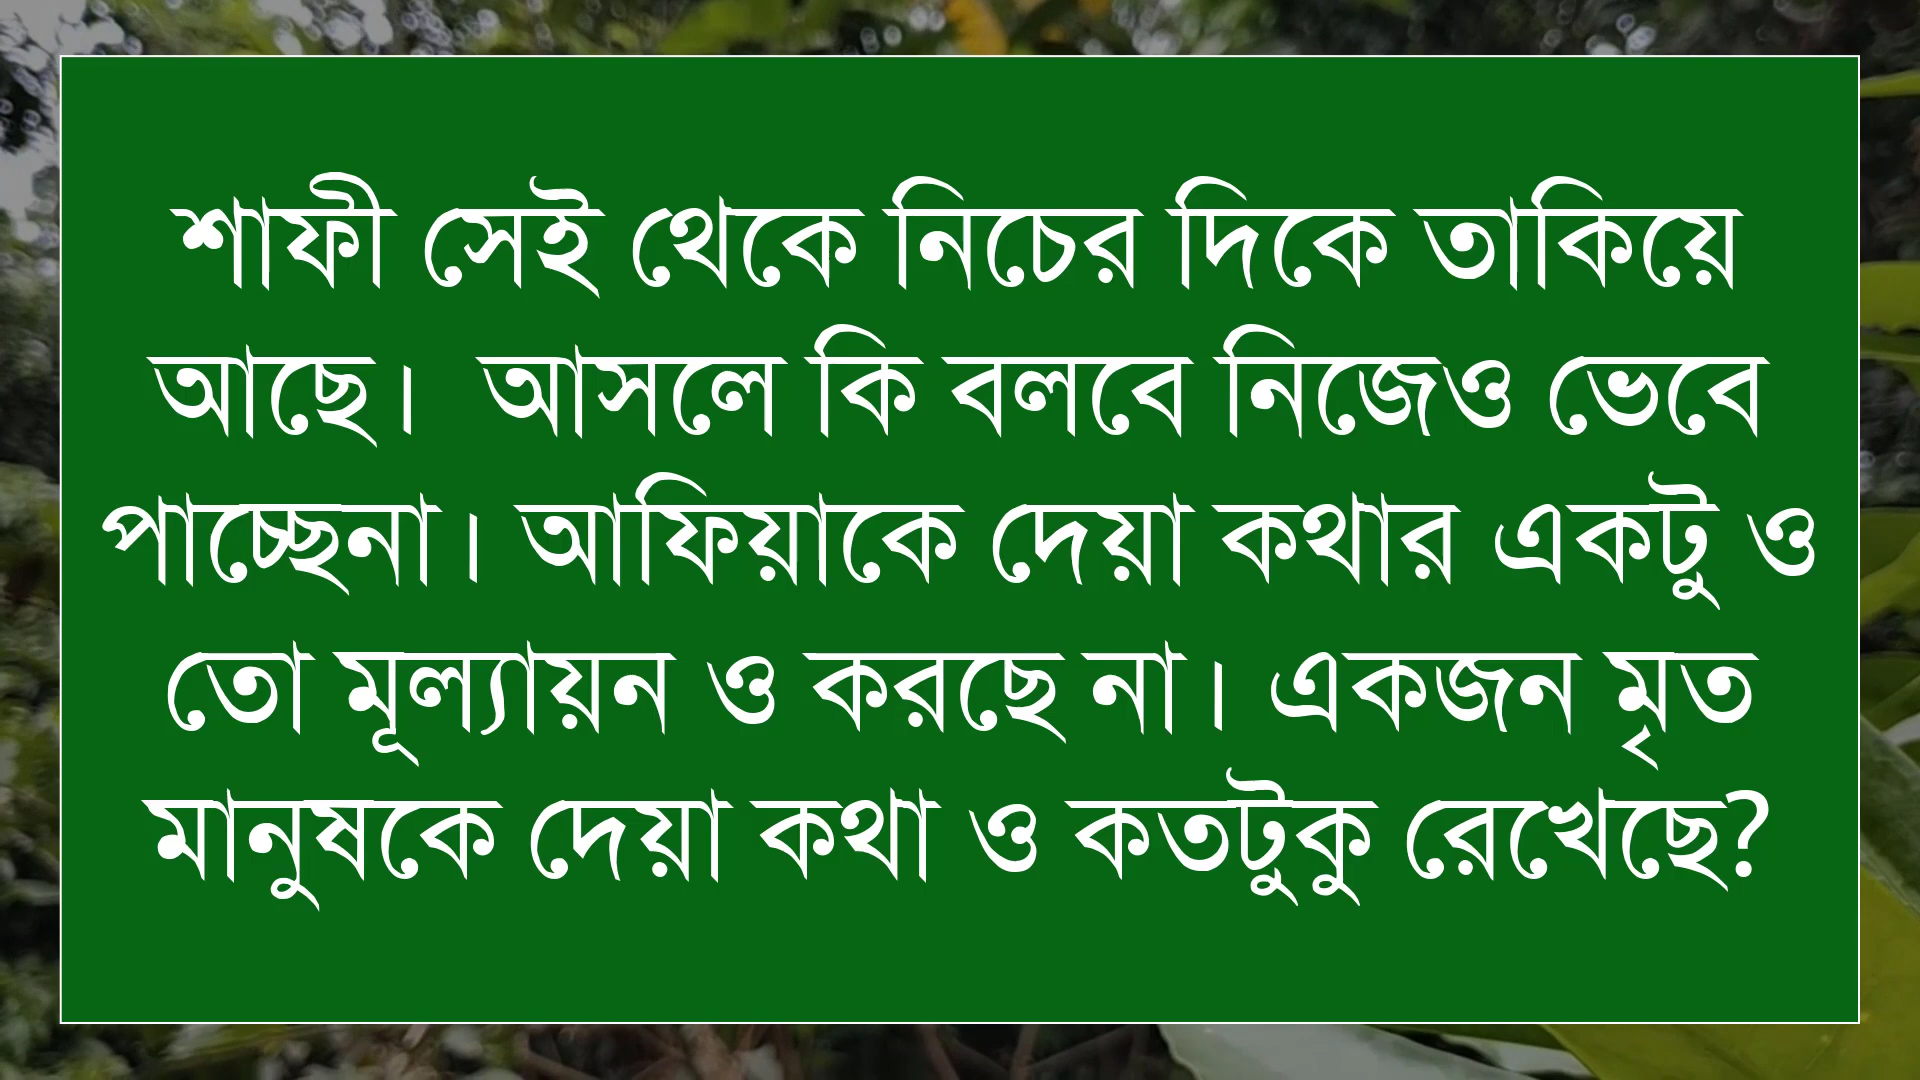 শাফী সেই থেকে নিচের দিকে তাকিয়ে
আছে।  আসলে কি বলবে নিজেও ভেবে
পাচ্ছেনা। আফিয়াকে দেয়া কথার একটু ও
তো মূল্যায়ন ও করছে না। একজন মৃত
মানুষকে দেয়া কথা ও কতটুকু রেখেছে?